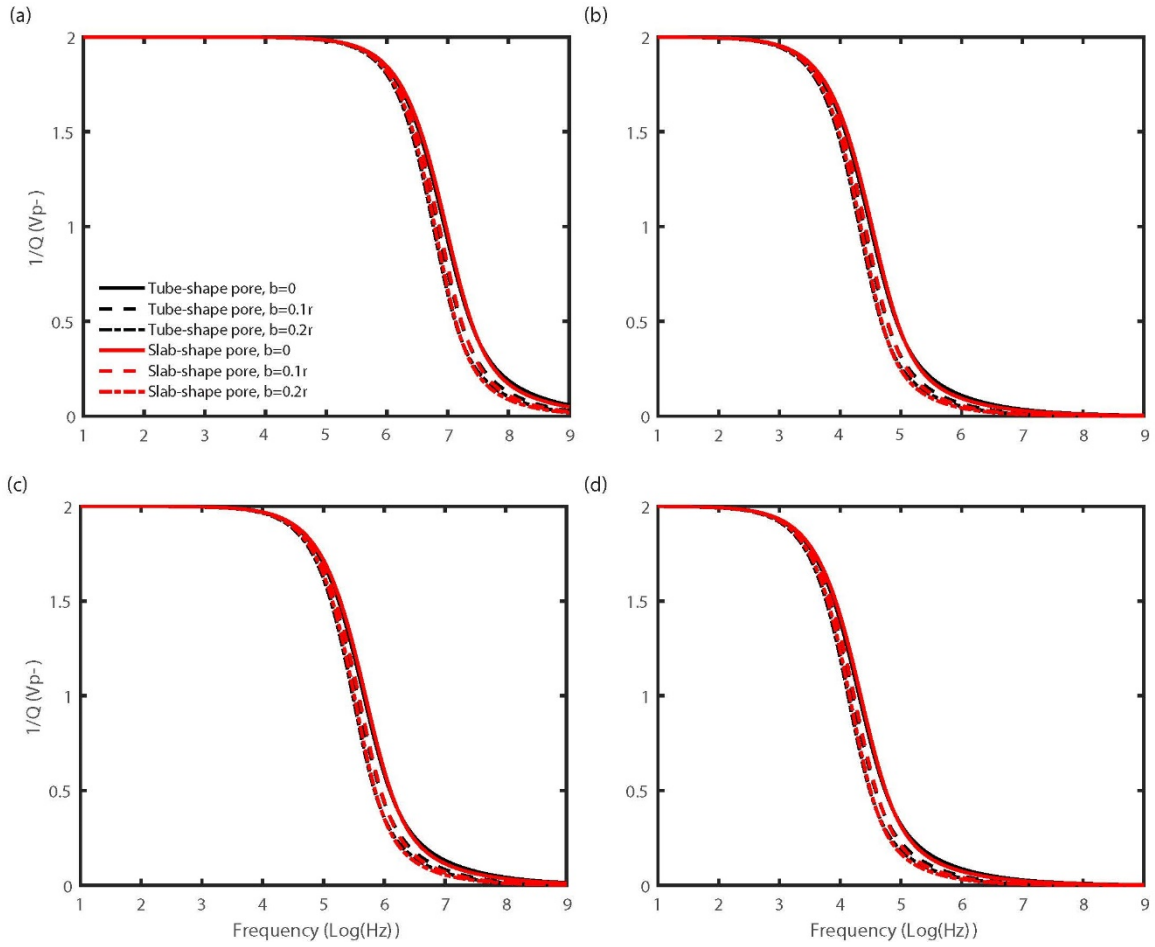 (a)
(b)
2
1.5
1
0.5
0
1/Q (Vp-)
Tube-shape pore, b=0
Tube-shape pore, b=0.1r
Tube-shape pore, b=0.2r
Slab-shape pore, b=0
Slab-shape pore, b=0.1r
Slab-shape pore, b=0.2r
1 2 3 4 5 6 7 8 9
2
1.5
1
0.5
0
1 2 3 4 5 6 7 8 9
(c)
(d)
2
1.5
1
0.5
0
1/Q (Vp-)
1 2 3 4 5 6 7 8 9
Frequency (Log(Hz))
2
1.5
1
0.5
0
1 2 3 4 5 6 7 8 9
Frequency (Log(Hz))